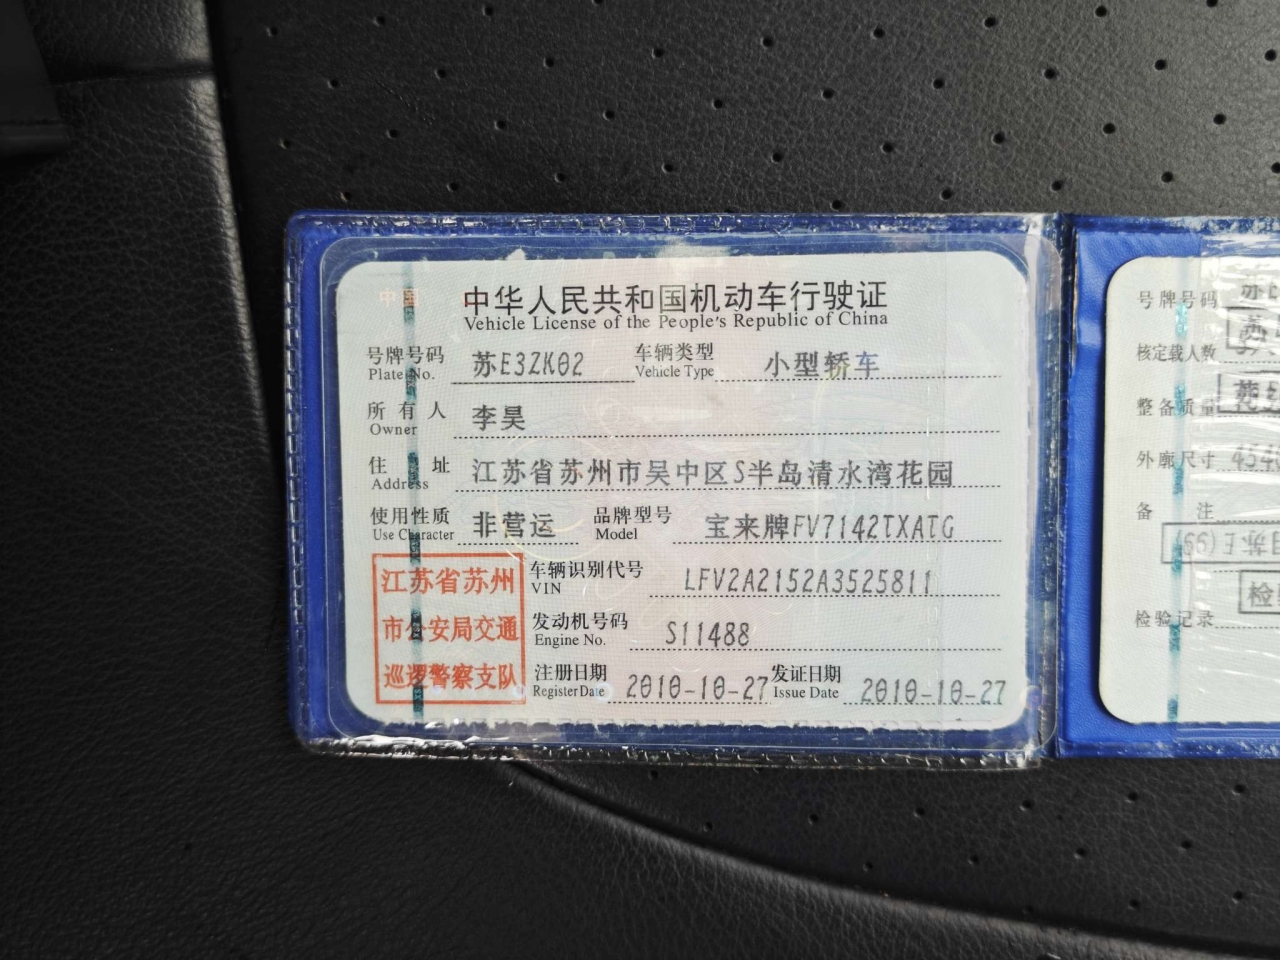 中国
中华人民共和国机动车行驶证
Vehicle License of the People's Republic of China
号牌号码 苏E3ZK02 车辆类型 小型轿车
Plate No. Vehicle Type
所有人 李昊
Owner
住址 江苏省苏州市吴中区S半岛清水湾花园
Address
使用性质 非营运 品牌型号 宝来牌FV7142TXATG
Use Character Model
江苏省苏州
市公安局交通
巡逻警察支队
车辆识别代号 LFV2A2152A3525811
VIN
发动机号码 S11488
Engine No.
注册日期 2010-10-27 发证日期 2010-10-27
Register Date Issue Date
号牌号码
核定载人数
整备质量
外廓尺寸
备注
检验记录